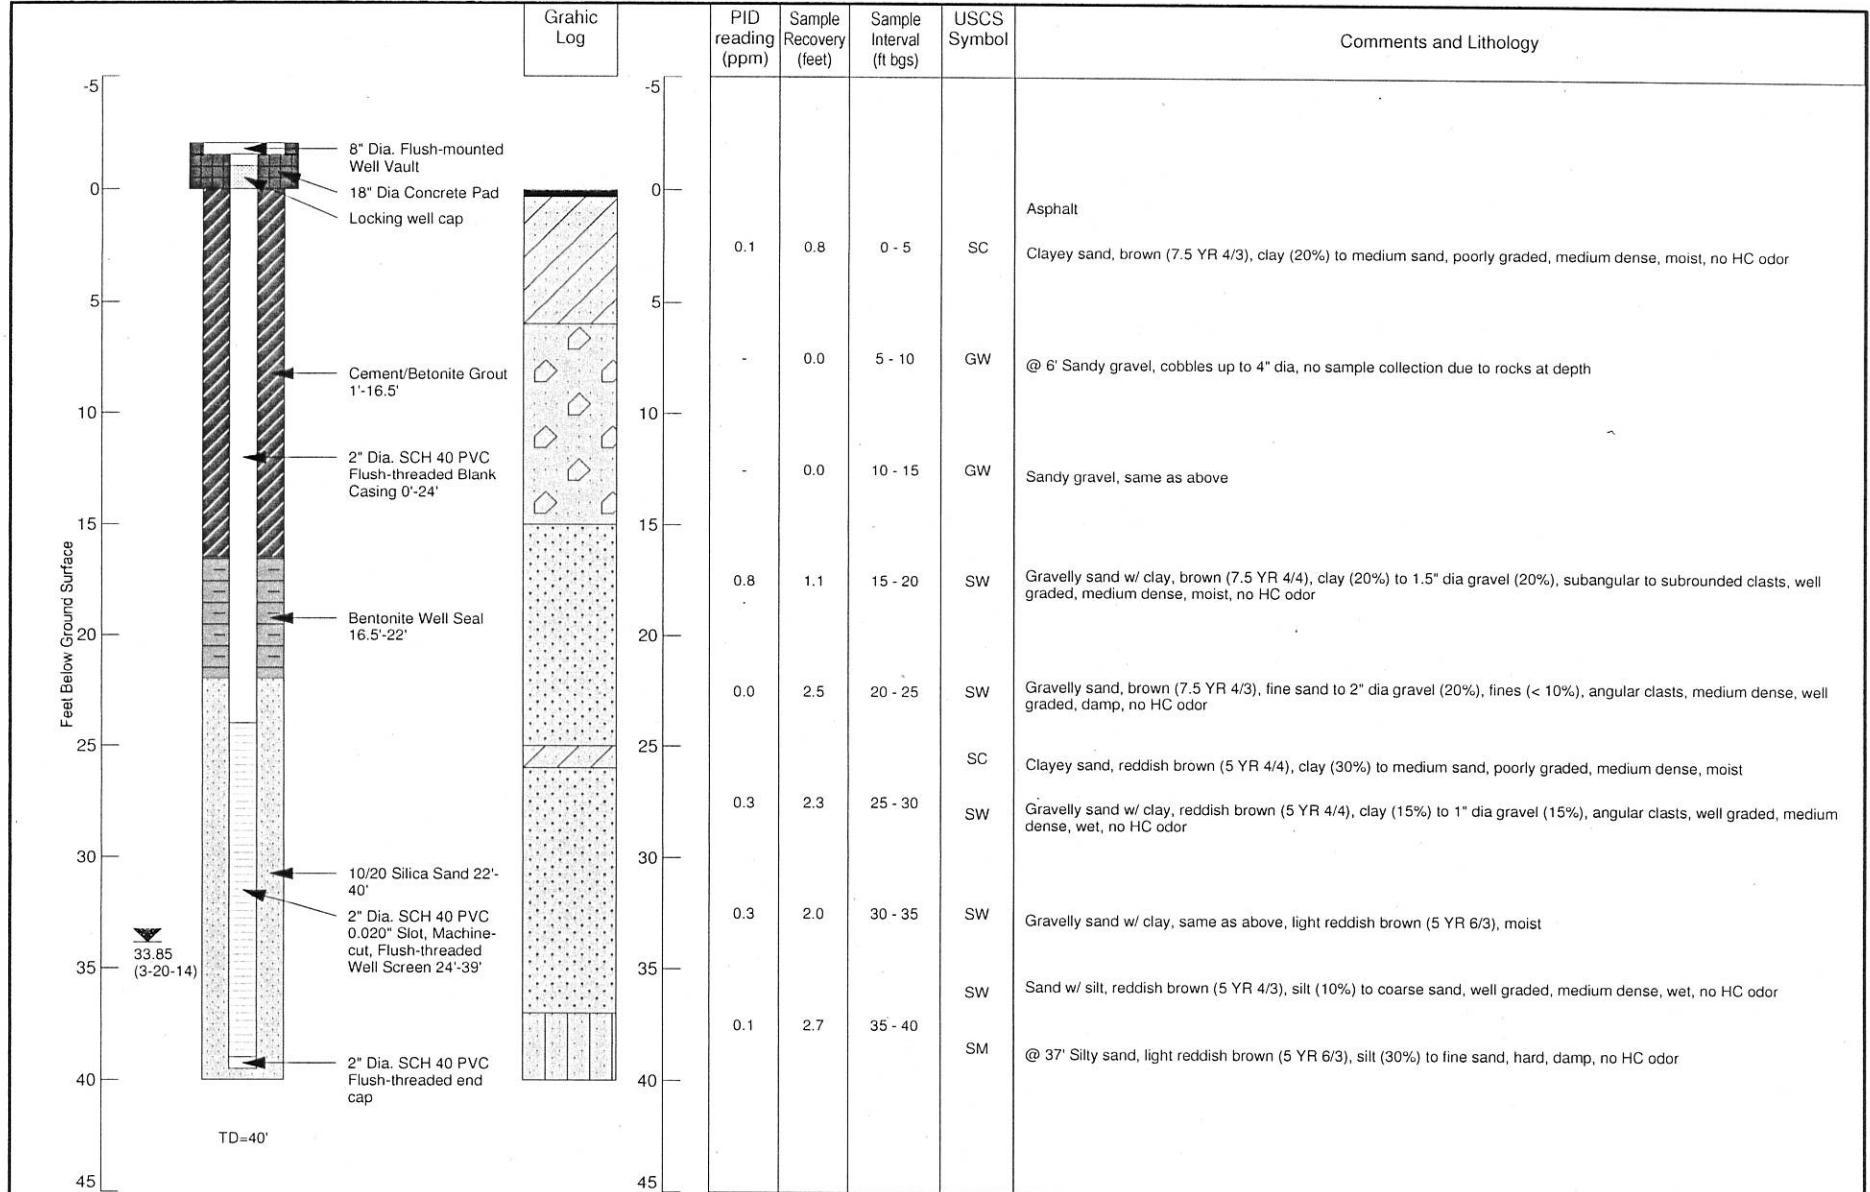 Grahic
Log
PID
reading
(ppm)
Sample
Recovery
(feet)
Sample
Interval
(ft bgs)
USCS
Symbol
Comments and Lithology
Feet Below Ground Surface
-5
0
5
10
15
20
25
30
35
40
45
8" Dia. Flush-mounted
Well Vault
18" Dia Concrete Pad
Locking well cap
Cement/Betonite Grout
1'-16.5'
2" Dia. SCH 40 PVC
Flush-threaded Blank
Casing 0'-24'
Bentonite Well Seal
16.5'-22'
10/20 Silica Sand 22'-
40'
2" Dia. SCH 40 PVC
0.020" Slot, Machine-
cut, Flush-threaded
Well Screen 24'-39'
33.85
(3-20-14)
2" Dia. SCH 40 PVC
Flush-threaded end
cap
TD=40'
-5
0
5
10
15
20
25
30
35
40
45
Asphalt
0.1 0.8 0 - 5 SC Clayey sand, brown (7.5 YR 4/3), clay (20%) to medium sand, poorly graded, medium dense, moist, no HC odor
- 0.0 5 - 10 GW @ 6' Sandy gravel, cobbles up to 4" dia, no sample collection due to rocks at depth
- 0.0 10 - 15 GW Sandy gravel, same as above
0.8 1.1 15 - 20 SW Gravelly sand w/ clay, brown (7.5 YR 4/4), clay (20%) to 1.5" dia gravel (20%), subangular to subrounded clasts, well
graded, medium dense, moist, no HC odor
0.0 2.5 20 - 25 SW Gravelly sand, brown (7.5 YR 4/3), fine sand to 2" dia gravel (20%), fines (< 10%), angular clasts, medium dense, well
graded, damp, no HC odor
SC Clayey sand, reddish brown (5 YR 4/4), clay (30%) to medium sand, poorly graded, medium dense, moist
0.3 2.3 25 - 30 SW Gravelly sand w/ clay, reddish brown (5 YR 4/4), clay (15%) to 1" dia gravel (15%), angular clasts, well graded, medium
dense, wet, no HC odor
0.3 2.0 30 - 35 SW Gravelly sand w/ clay, same as above, light reddish brown (5 YR 6/3), moist
SW Sand w/ silt, reddish brown (5 YR 4/3), silt (10%) to coarse sand, well graded, medium dense, wet, no HC odor
0.1 2.7 35 - 40
SM @ 37' Silty sand, light reddish brown (5 YR 6/3), silt (30%) to fine sand, hard, damp, no HC odor